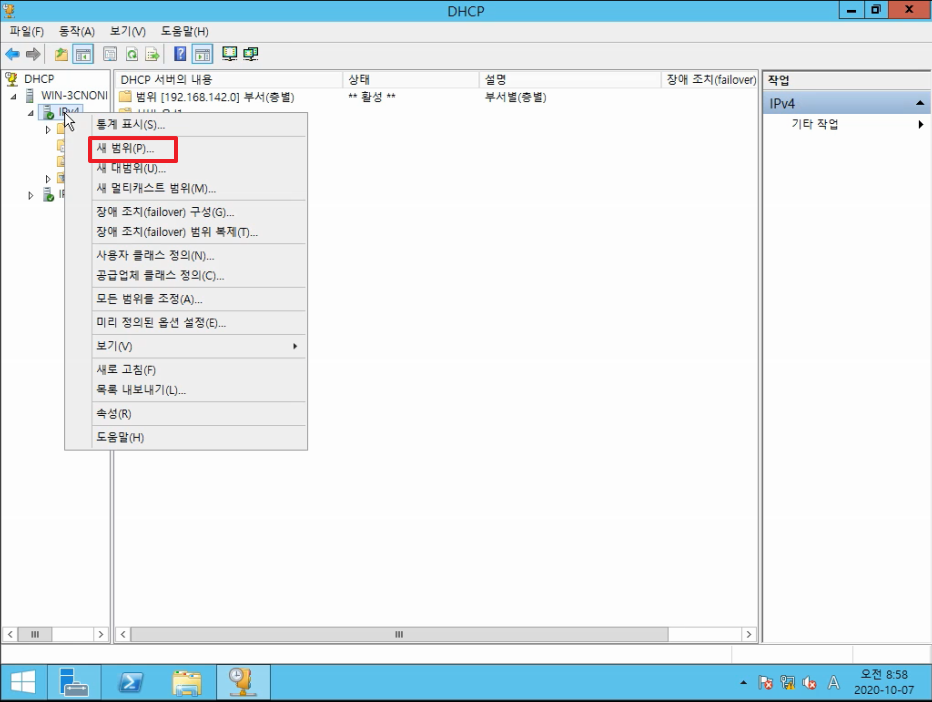 DHCP
파일(F) 동작(A) 보기(V) 도움말(H)
DHCP
WIN-3CNONI
IPv4
DHCP 서버의 내용 상태 설명 장애 조치(failover)
범위 [192.168.142.0] 부서(층별) ** 활성 ** 부서별(층별)
통계 표시(S)...
새 범위(P)...
새 대범위(U)...
새 멀티캐스트 범위(M)...
장애 조치(failover) 구성(G)...
장애 조치(failover) 범위 복제(T)...
사용자 클래스 정의(N)...
공급업체 클래스 정의(C)...
모든 범위를 조정(A)...
미리 정의된 옵션 설정(E)...
보기(V)
새로 고침(F)
목록 내보내기(L)...
속성(R)
도움말(H)
작업
IPv4
기타 작업
A
오전 8:58
2020-10-07